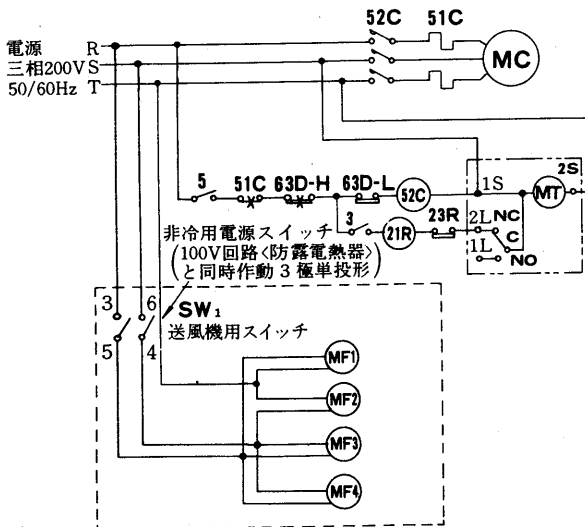 52C 51C
電源 R
三相200V S
50/60Hz T
MC
5 51C 63D-H 63D-L 52C 1S MT 2S
3 21R 23R 2L NC
C
1L NO
非冷用電源スイッチ
(100V回路〈防露電熱器〉
と同時作動3極単投形)
3 6 SW₁
送風機用スイッチ
5 4
MF1
MF2
MF3
MF4